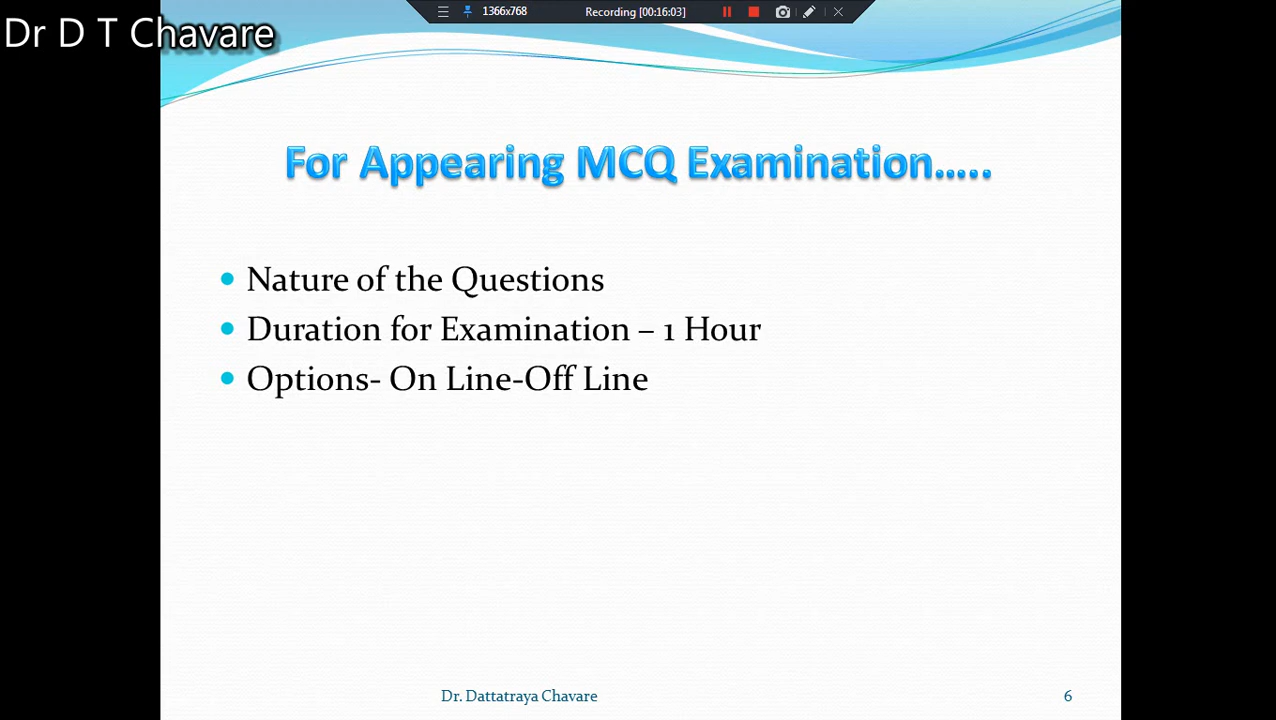 1366x768 Recording [00:16:03]
Dr D T Chavare
For Appearing MCQ Examination.....
Nature of the Questions
Duration for Examination – 1 Hour
Options- On Line-Off Line
Dr. Dattatraya Chavare 6